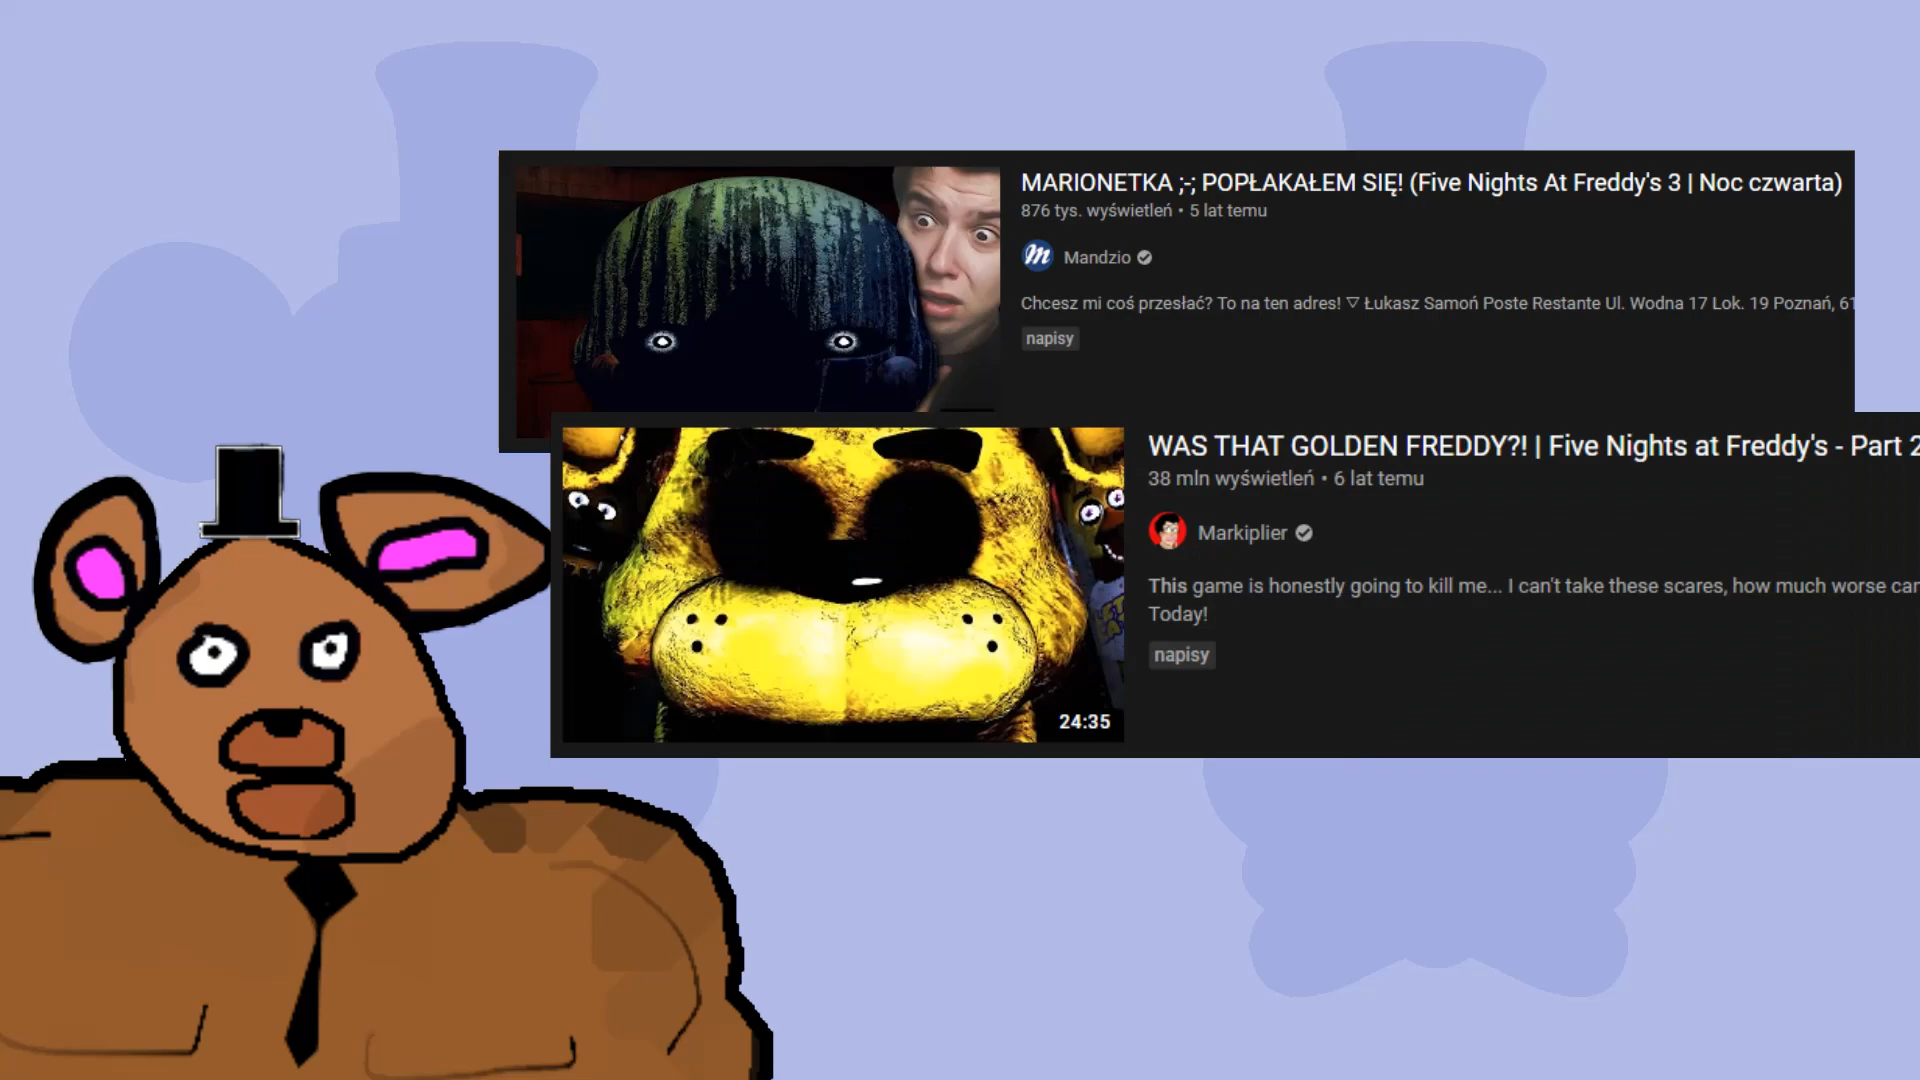 MARIONETKA ;-; POPŁAKAŁEM SIĘ! (Five Nights At Freddy's 3 | Noc czwarta)
876 tys. wyświetleń • 5 lat temu
Mandzio
Chcesz mi coś przesłać? To na ten adres! ▽ Łukasz Samoń Poste Restante Ul. Wodna 17 Lok. 19 Poznań, 61
napisy
WAS THAT GOLDEN FREDDY?! | Five Nights at Freddy's - Part 2
38 mln wyświetleń • 6 lat temu
Markiplier
This game is honestly going to kill me... I can't take these scares, how much worse can
Today!
napisy
24:35